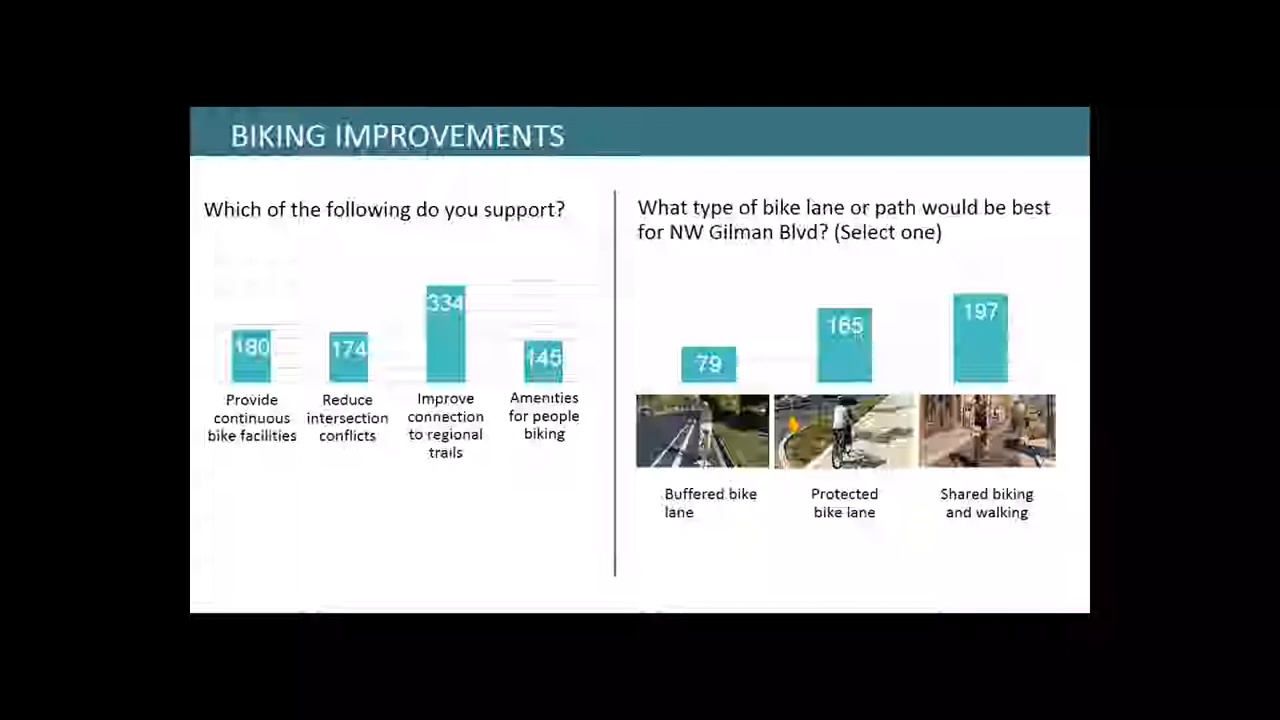 BIKING IMPROVEMENTS
Which of the following do you support?
180
174
334
145
Provide
continuous
bike facilities
Reduce
intersection
conflicts
Improve
connection
to regional
trails
Amenities
for people
biking
What type of bike lane or path would be best
for NW Gilman Blvd? (Select one)
79
165
197
Buffered bike
lane
Protected
bike lane
Shared biking
and walking